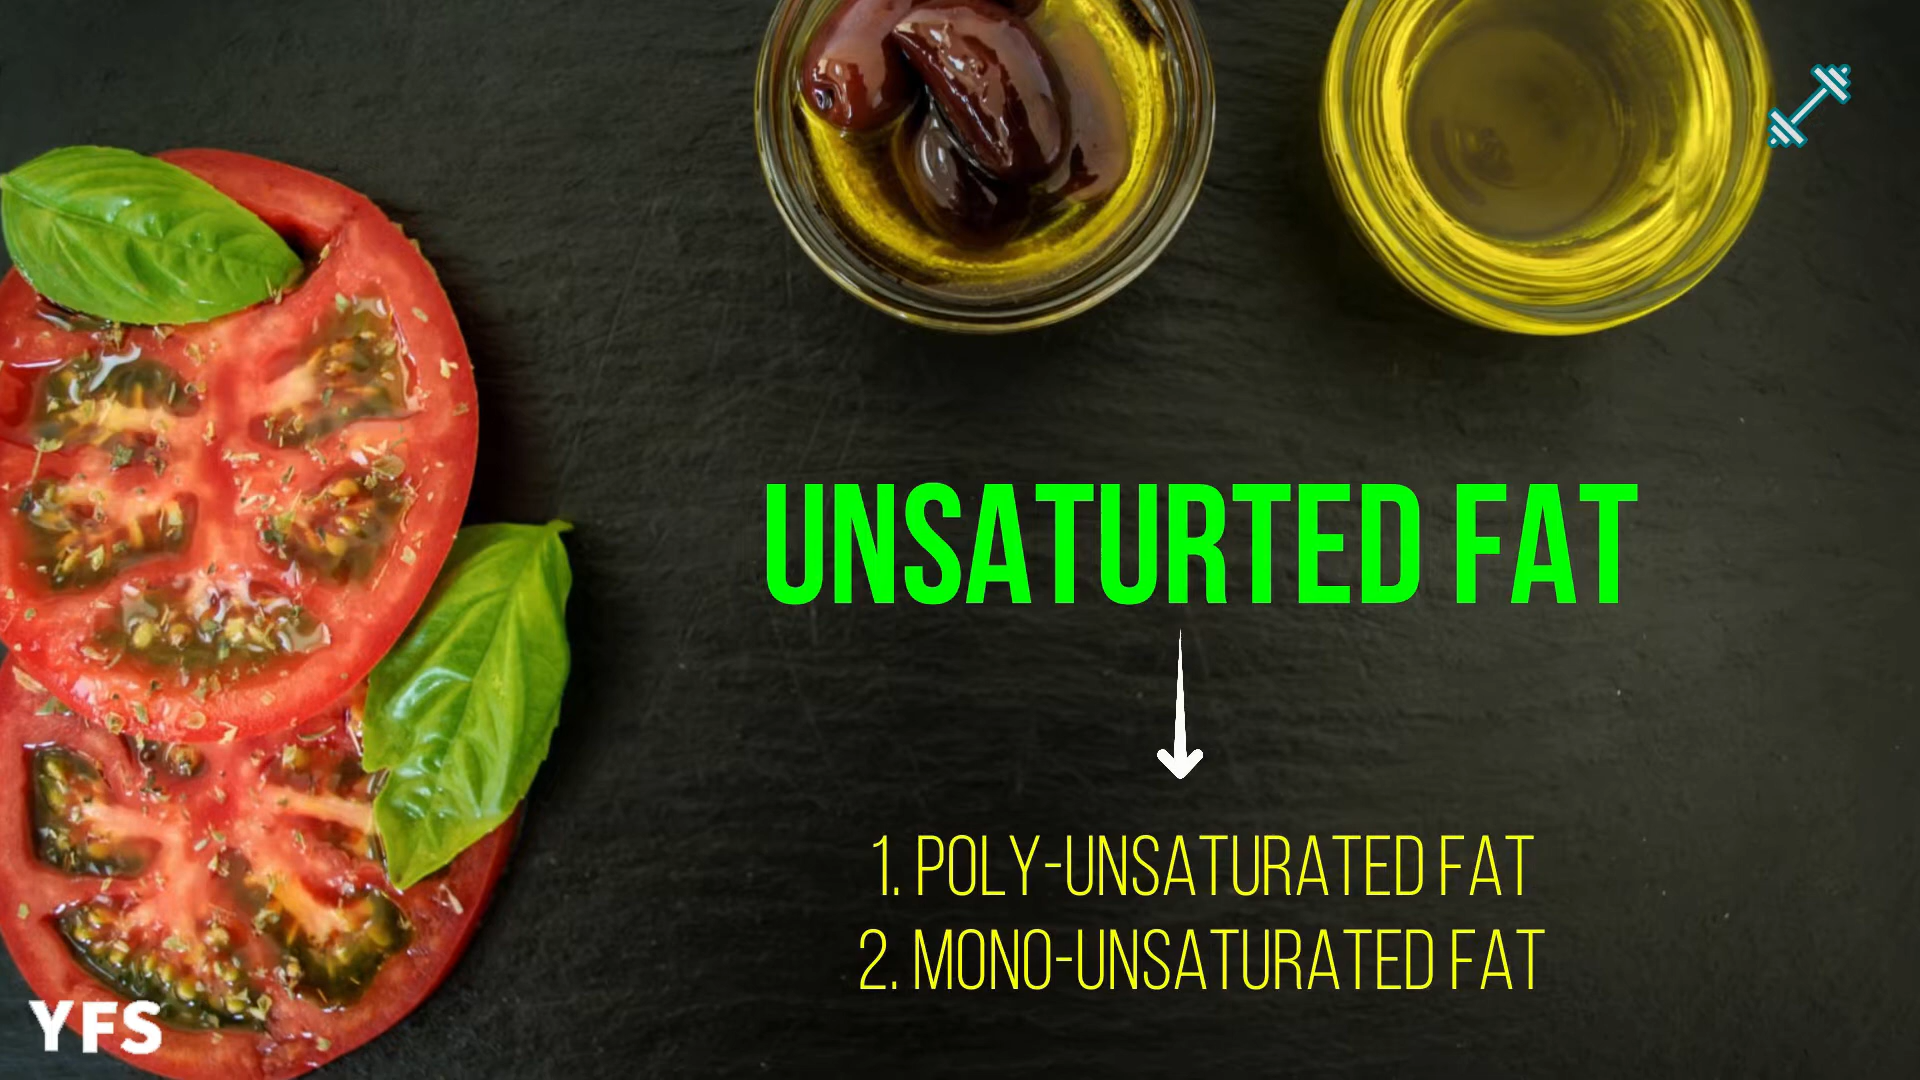 UNSATURTED FAT
1. POLY-UNSATURATED FAT
2. MONO-UNSATURATED FAT
YFS